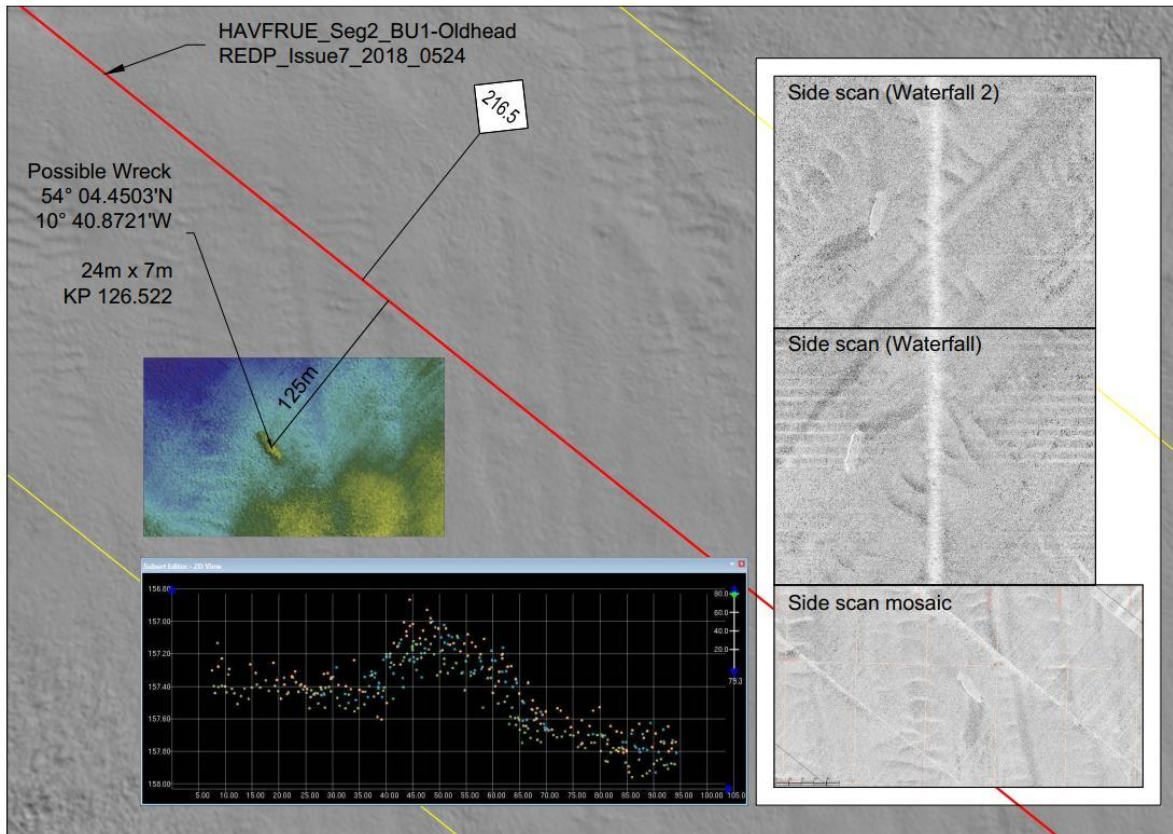 HAVFRUE_Seg2_BU1-Oldhead
REDP_Issue7_2018_0524
216.5
Possible Wreck
54° 04.4503'N
10° 40.8721'W
24m x 7m
KP 126.522
125m
Side scan (Waterfall 2)
Side scan (Waterfall)
Side scan mosaic
Subset Editor - 2D View
156.80
157.00
157.20
157.40
157.60
157.80
158.00
5.00 10.00 15.00 20.00 25.00 30.00 35.00 40.00 45.00 50.00 55.00 60.00 65.00 70.00 75.00 80.00 85.00 90.00 95.00 100.00 105.0
60.0
40.0
20.0